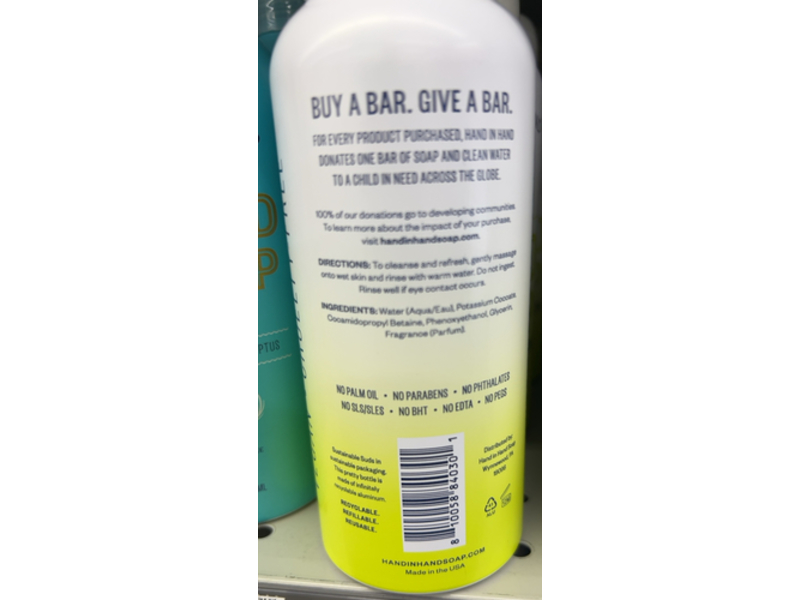 BUY A BAR. GIVE A BAR.
FOR EVERY PRODUCT PURCHASED, HAND IN HAND
DONATES ONE BAR OF SOAP AND CLEAN WATER
TO A CHILD IN NEED ACROSS THE GLOBE.
100% of our donations go to developing communities.
To learn more about the impact of your purchase,
visit handinhandsoap.com.
DIRECTIONS: To cleanse and refresh, gently massage
onto wet skin and rinse with warm water. Do not ingest.
Rinse well if eye contact occurs.
INGREDIENTS: Water (Aqua/Eau), Potassium Cocoate,
Cocamidopropyl Betaine, Phenoxyethanol, Glycerin,
Fragrance (Parfum).
NO PALM OIL • NO PARABENS • NO PHTHALATES
NO SLS/SLES • NO BHT • NO EDTA • NO PEGS
Sustainable Suds in
sustainable packaging.
This pretty bottle is
made of infinitely
recyclable aluminum.
RECYCLABLE.
REFILLABLE.
REUSABLE.
8 10058 84030 1
Distributed by
Hand in Hand Soap
Wynnewood, PA
HANDINHANDSOAP.COM
Made in the USA